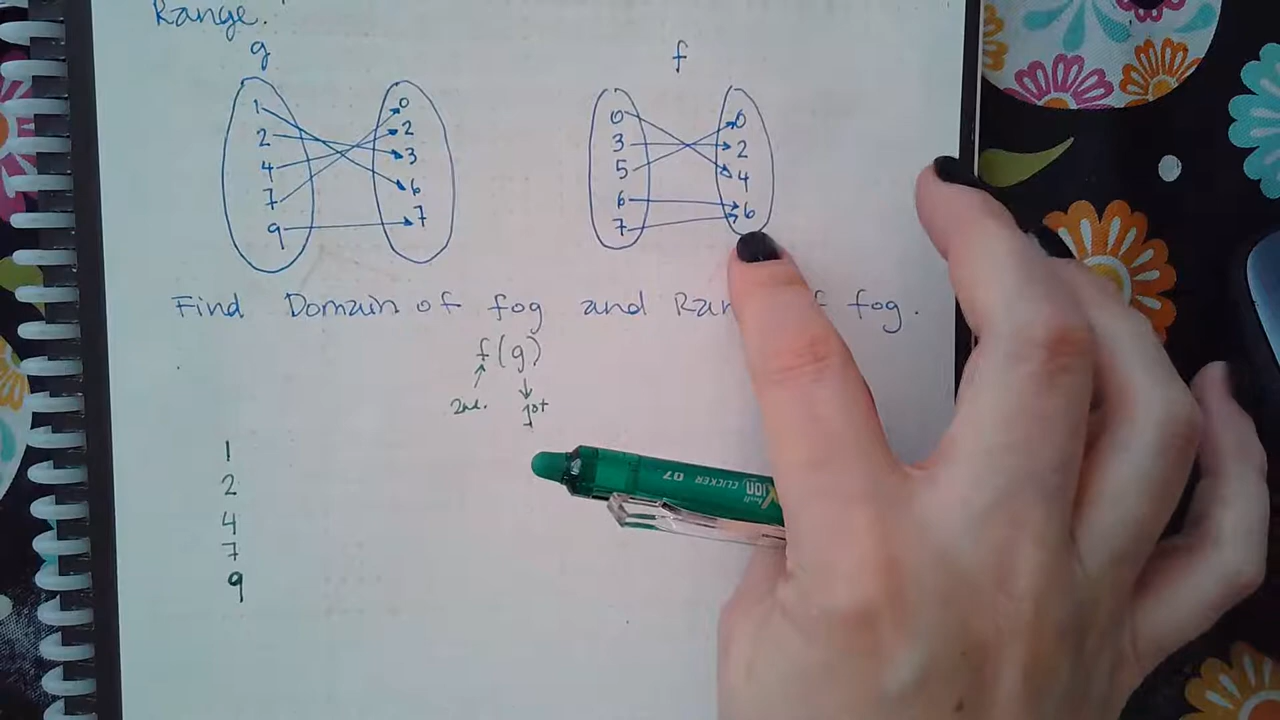 Range.
g f
1 0 0 0
2 2 3 2
4 3 5 4
7 6 6 6
9 7 7
Find Domain of fog and of fog.
f(g)
2nd. 1st
1
2
4
7
9
07 CLICKER